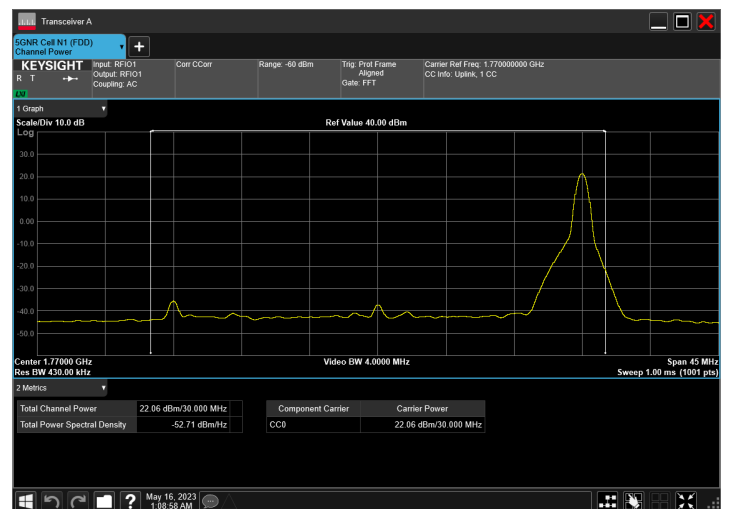 Transceiver A
5GNR Cell N1 (FDD)
Channel Power
+
KEYSIGHT
R T
LXI
Input: RFIO1
Output: RFIO1
Coupling: AC
Corr CCorr
Range: -60 dBm
Trig: Prot Frame
Aligned
Gate: FFT
Carrier Ref Freq: 1.770000000 GHz
CC Info: Uplink, 1 CC
1 Graph
Scale/Div 10.0 dB
Ref Value 40.00 dBm
Log
30.0
20.0
10.0
0.00
-10.0
-20.0
-30.0
-40.0
-50.0
Center 1.77000 GHz
Video BW 4.0000 MHz
Span 45 MHz
Res BW 430.00 kHz
Sweep 1.00 ms (1001 pts)
2 Metrics
Total Channel Power 22.06 dBm/30.000 MHz
Total Power Spectral Density -52.71 dBm/Hz
Component Carrier Carrier Power
CC0 22.06 dBm/30.000 MHz
?
May 16, 2023
1:08:58 AM